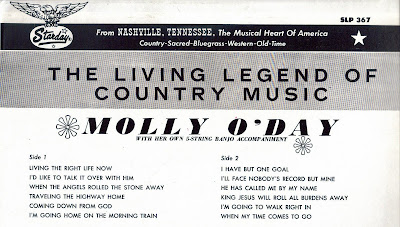 SLP 367
Starday
From NASHVILLE, TENNESSEE, The Musical Heart Of America
Country-Sacred-Bluegrass-Western-Old-Time
THE LIVING LEGEND OF
COUNTRY MUSIC
MOLLY O'DAY
WITH HER OWN 5-STRING BANJO ACCOMPANIMENT
Side 1
LIVING THE RIGHT LIFE NOW
I'D LIKE TO TALK IT OVER WITH HIM
WHEN THE ANGELS ROLLED THE STONE AWAY
TRAVELING THE HIGHWAY HOME
COMING DOWN FROM GOD
I'M GOING HOME ON THE MORNING TRAIN
Side 2
I HAVE BUT ONE GOAL
I'LL FACE NOBODY'S RECORD BUT MINE
HE HAS CALLED ME BY MY NAME
KING JESUS WILL ROLL ALL BURDENS AWAY
I'M GOING TO WALK RIGHT IN
WHEN MY TIME COMES TO GO